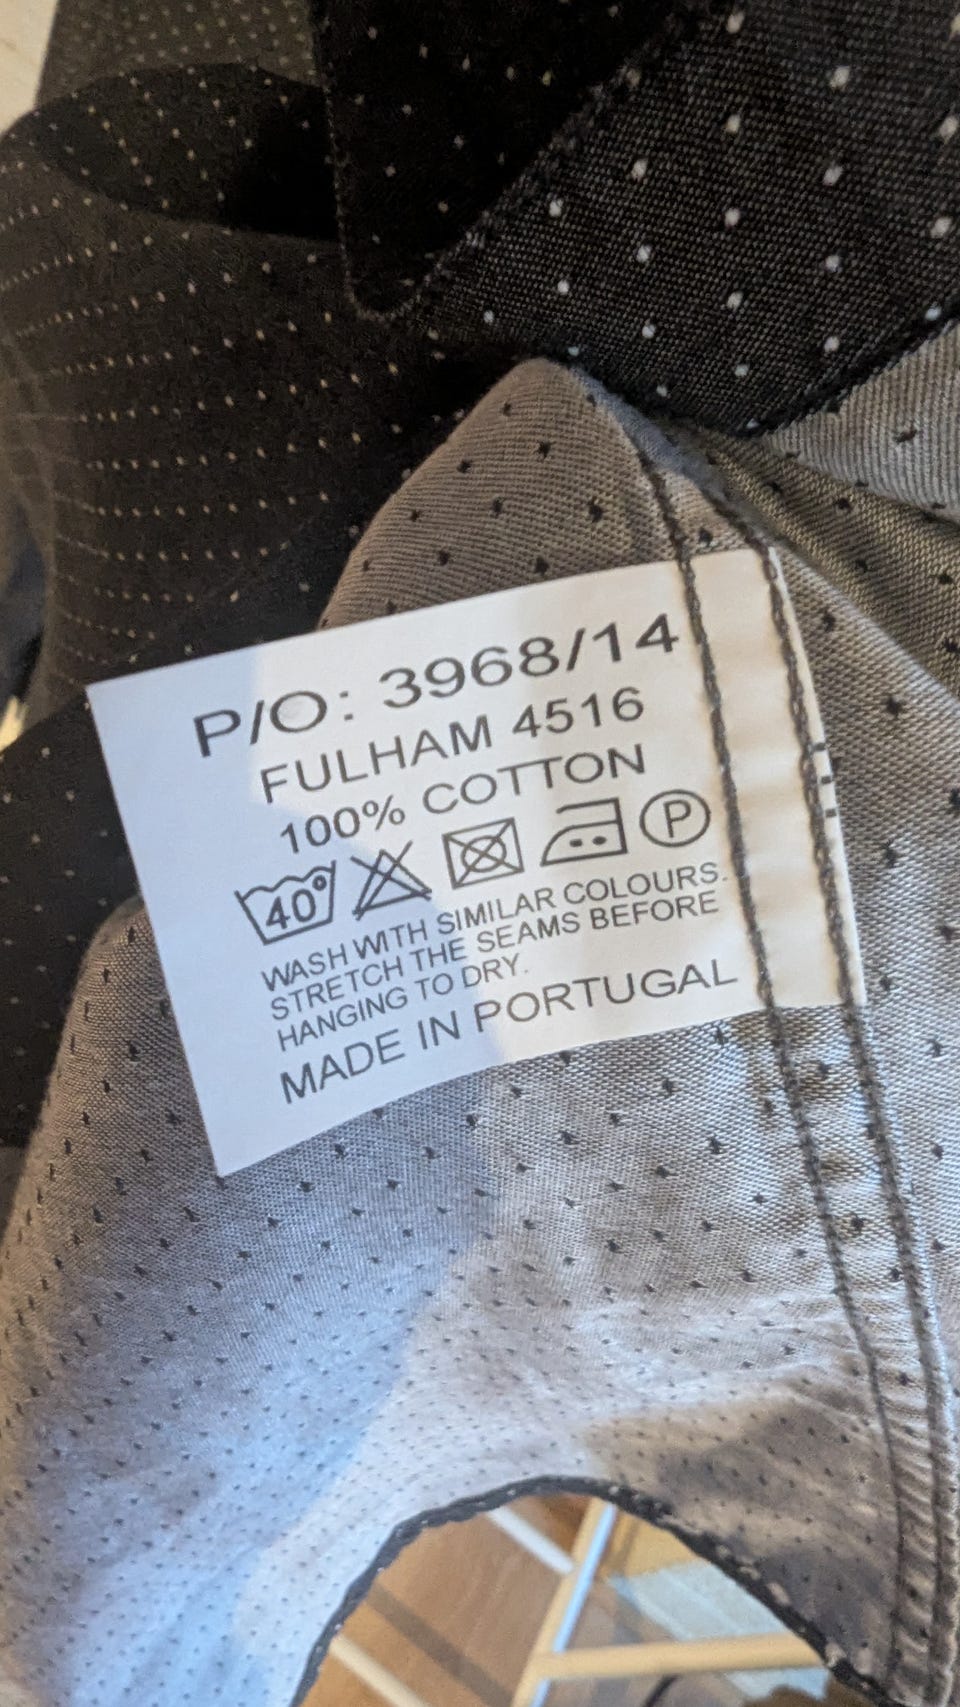 P/O: 3968/14
FULHAM 4516
100% COTTON
40° P
WASH WITH SIMILAR COLOURS.
STRETCH THE SEAMS BEFORE
HANGING TO DRY.
MADE IN PORTUGAL